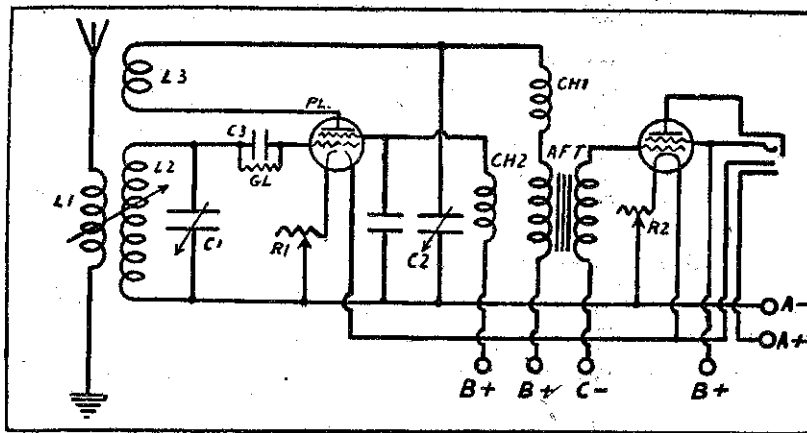 L3
PL.
CH1
C3
GL
L2
L1
C1
R1
C2
CH2
AFT
R2
A-
A+
B+
B+
C-
B+